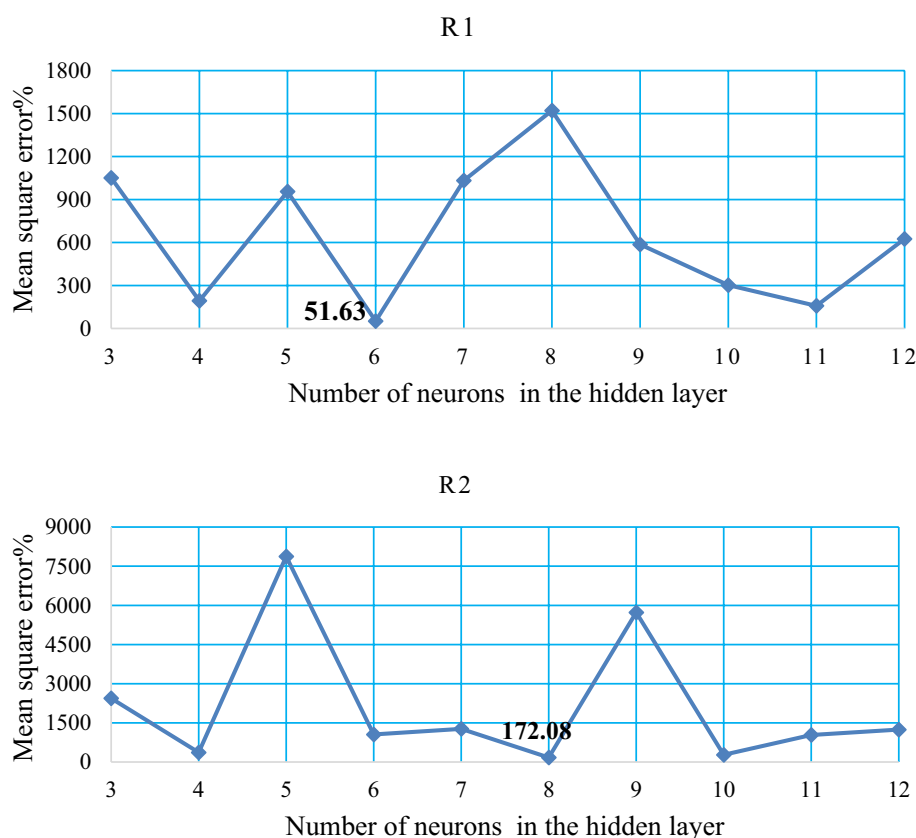 R1
Mean square error%
1800
1500
1200
900
600
300
0
51.63
3 4 5 6 7 8 9 10 11 12
Number of neurons in the hidden layer
R2
Mean square error%
9000
7500
6000
4500
3000
1500
0
172.08
3 4 5 6 7 8 9 10 11 12
Number of neurons in the hidden layer